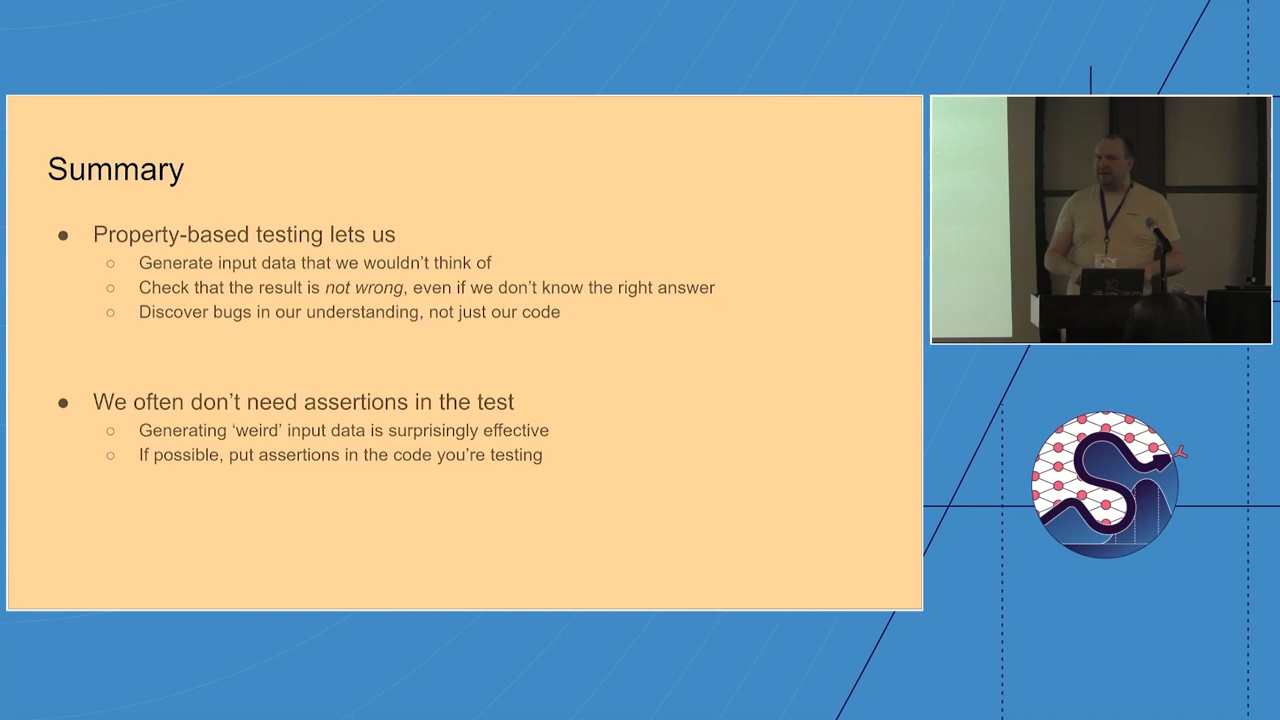 Summary
● Property-based testing lets us
○ Generate input data that we wouldn’t think of
○ Check that the result is not wrong, even if we don’t know the right answer
○ Discover bugs in our understanding, not just our code
● We often don’t need assertions in the test
○ Generating ‘weird’ input data is surprisingly effective
○ If possible, put assertions in the code you’re testing